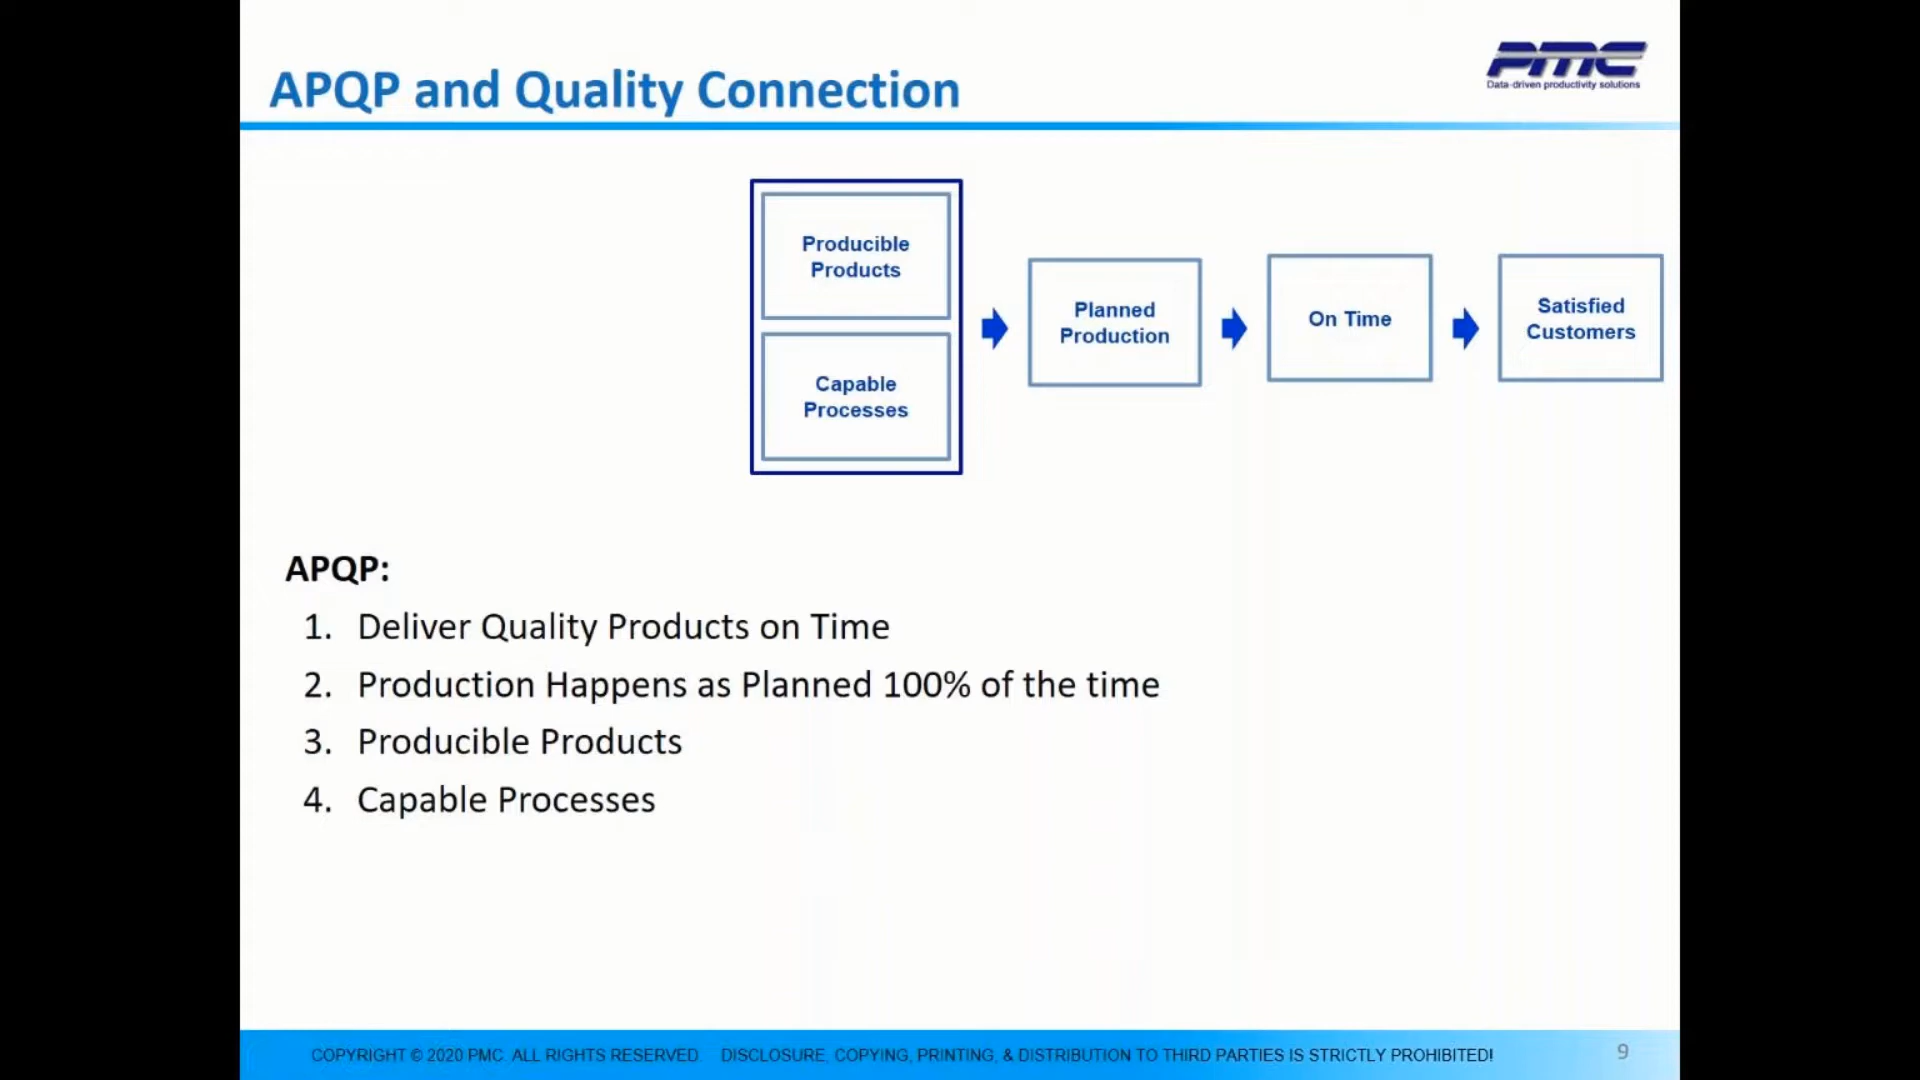 APQP and Quality Connection
PMC
Data-driven productivity solutions
Producible
Products
Capable
Processes
Planned
Production
On Time
Satisfied
Customers
APQP:
1. Deliver Quality Products on Time
2. Production Happens as Planned 100% of the time
3. Producible Products
4. Capable Processes
COPYRIGHT © 2020 PMC. ALL RIGHTS RESERVED. DISCLOSURE, COPYING, PRINTING, & DISTRIBUTION TO THIRD PARTIES IS STRICTLY PROHIBITED!
9